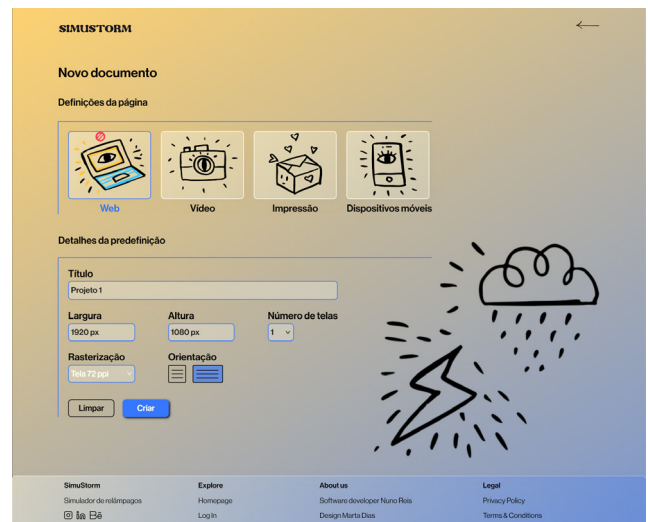 SIMUSTORM
Novo documento
Definições da página
Web
Vídeo
Impressão
Dispositivos móveis
Detalhes da predefinição
Título
Projeto 1
Largura
Altura
Número de telas
1920 px
1080 px
1
Rasterização
Orientação
Tela 72 ppi
Limpar
Criar
SimuStorm
Explore
About us
Legal
Simulador de relâmpagos
Homepage
Software developer Nuno Reis
Privacy Policy
in Bē
Log In
Design Marta Dias
Terms & Conditions